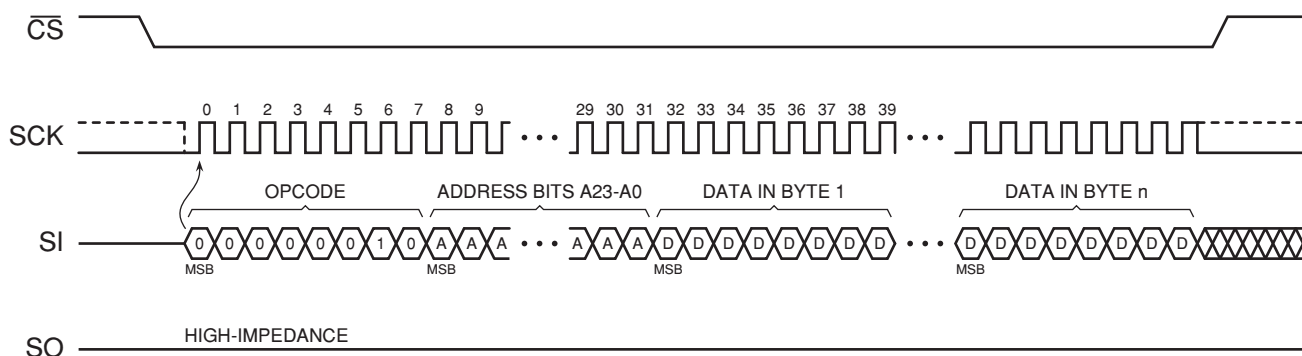 CS
0 1 2 3 4 5 6 7 8 9 29 30 31 32 33 34 35 36 37 38 39
SCK
OPCODE ADDRESS BITS A23-A0 DATA IN BYTE 1 DATA IN BYTE n
SI 0 0 0 0 0 0 1 0 A A A A A A D D D D D D D D D D D D D D D D
MSB MSB MSB MSB
HIGH-IMPEDANCE
SO